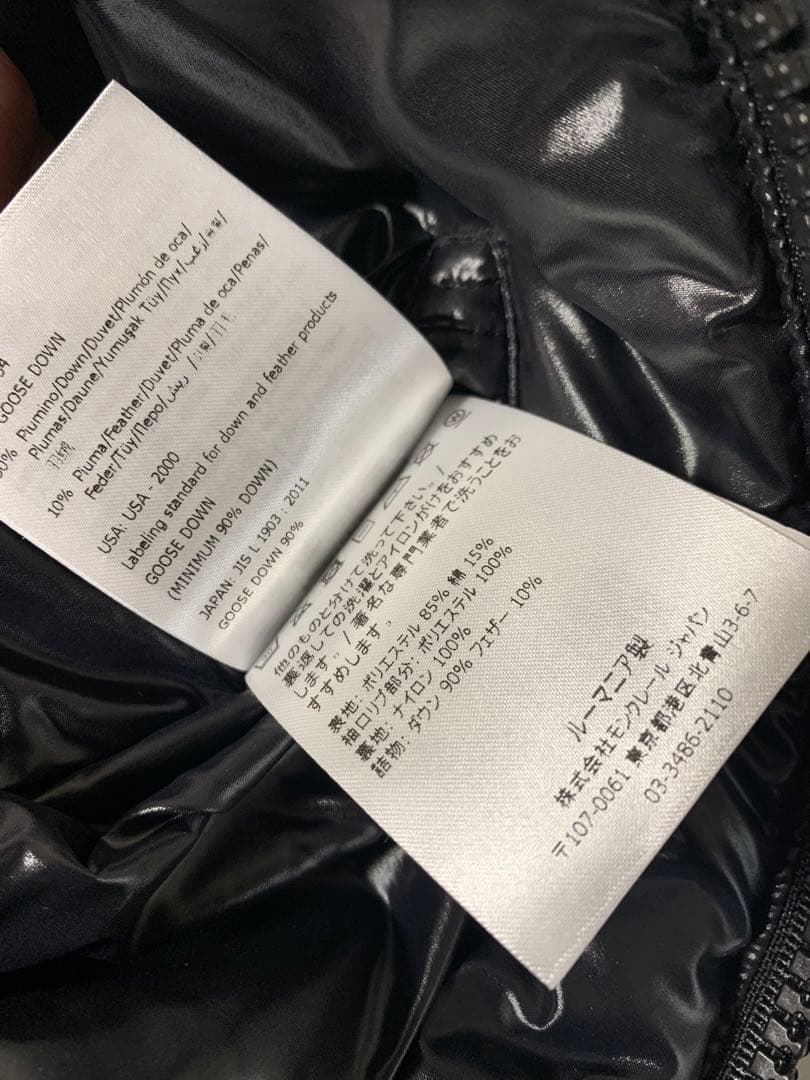 GOOSE DOWN
Piumino/Down/Duvet/Plumón de oca/
Plumas/Daune/Yumuşak Tüy/Пух/زغب/
羽绒
10% Piuma/Feather/Duvet/Pluma de oca/Penas/
Feder/Tüy/Перо/ريش/
USA: USA - 2000
Labeling standard for down and feather products
GOOSE DOWN
(MINIMUM 90% DOWN)
JAPAN: JIS L 1903 : 2011
GOOSE DOWN 90%
他のものと分けて洗って下さい。/
裏返しての洗濯とアイロンがけをおすすめ
します。/著名な専門業者で洗うことをお
すすめします。
表地: ポリエステル 85% 絹 15%
袖口リブ部分: ポリエステル 100%
裏地: ナイロン 100%
詰物: ダウン 90% フェザー 10%
ルーマニア製
株式会社モンクレール ジャパン
〒107-0061 東京都港区北青山3-6-7
03-3486-2110